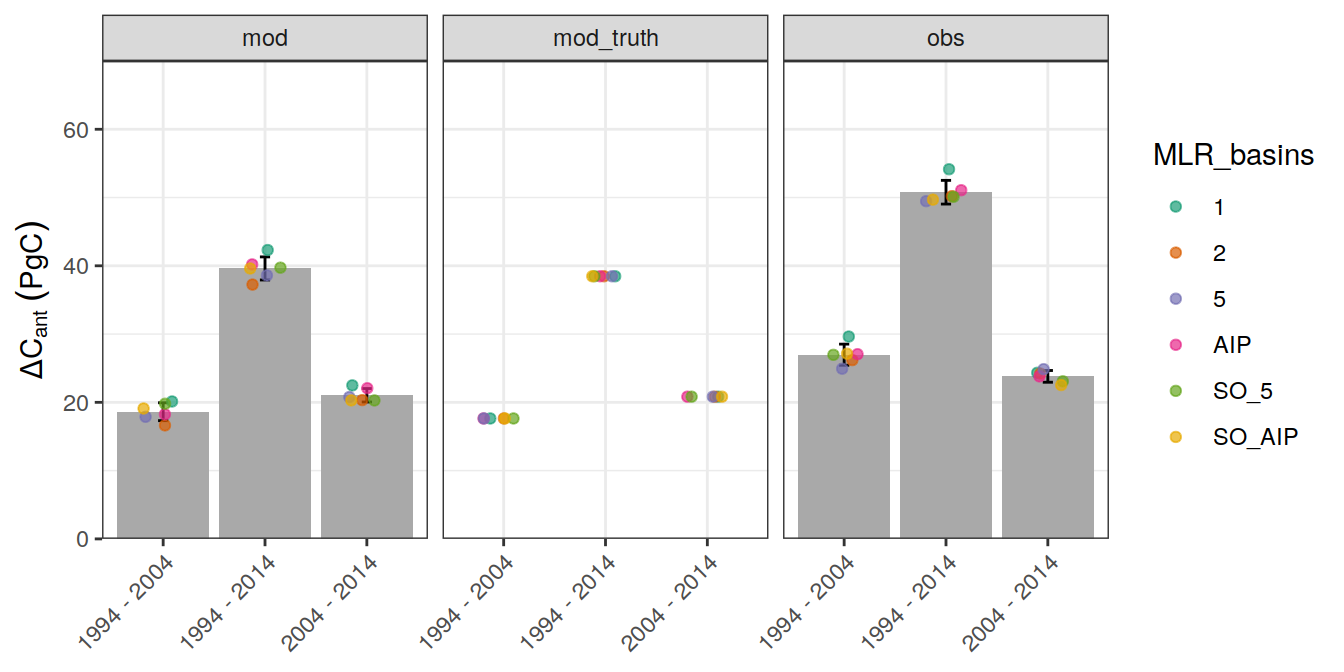 mod
mod_truth
obs
ΔCant (PgC)
60
40
20
0
1994 - 2004
1994 - 2014
2004 - 2014
1994 - 2004
1994 - 2014
2004 - 2014
1994 - 2004
1994 - 2014
2004 - 2014
MLR_basins
1
2
5
AIP
SO_5
SO_AIP